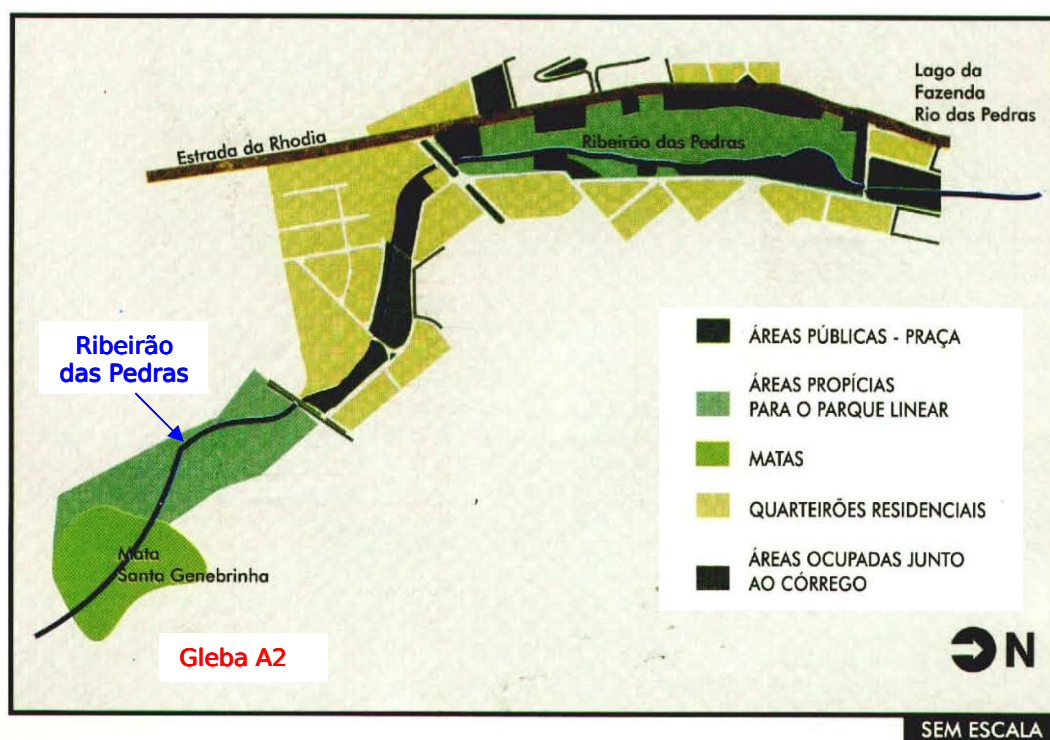 Lago da
Fazenda
Rio das Pedras
Estrada da Rhodia
Ribeirão das Pedras
Ribeirão
das Pedras
ÁREAS PÚBLICAS - PRAÇA
ÁREAS PROPÍCIAS
PARA O PARQUE LINEAR
MATAS
QUARTEIRÕES RESIDENCIAIS
ÁREAS OCUPADAS JUNTO
AO CÓRREGO
Mata
Santa Genebrinha
Gleba A2
N
SEM ESCALA